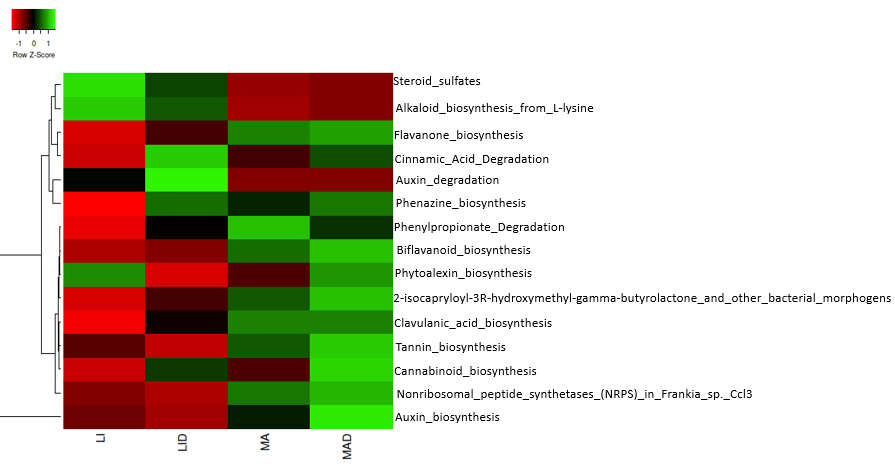 -1 0 1
Row Z-Score
Steroid_sulfates
Alkaloid_biosynthesis_from_L-lysine
Flavanone_biosynthesis
Cinnamic_Acid_Degradation
Auxin_degradation
Phenazine_biosynthesis
Phenylpropionate_Degradation
Biflavanoid_biosynthesis
Phytoalexin_biosynthesis
2-isocapryloyl-3R-hydroxymethyl-gamma-butyrolactone_and_other_bacterial_morphogens
Clavulanic_acid_biosynthesis
Tannin_biosynthesis
Cannabinoid_biosynthesis
Nonribosomal_peptide_synthetases_(NRPS)_in_Frankia_sp._Ccl3
Auxin_biosynthesis
LI LID MA MAD